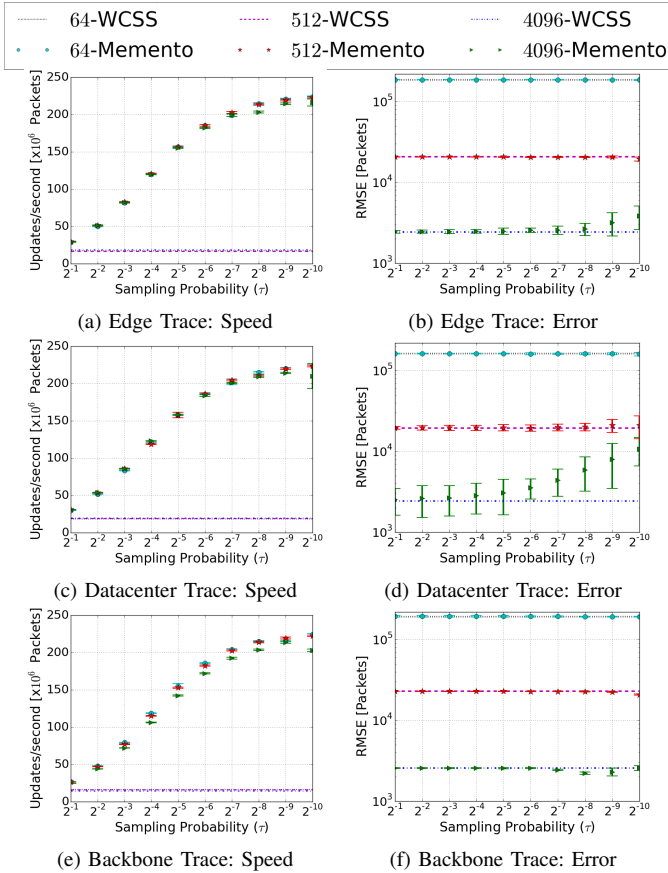 64-WCSS 512-WCSS 4096-WCSS
64-Memento 512-Memento 4096-Memento
Updates/second [x10^6 Packets]
250
200
150
100
50
0
2^-1 2^-2 2^-3 2^-4 2^-5 2^-6 2^-7 2^-8 2^-9 2^-10
Sampling Probability (τ)
(a) Edge Trace: Speed
RMSE [Packets]
10^5
10^4
10^3
2^-1 2^-2 2^-3 2^-4 2^-5 2^-6 2^-7 2^-8 2^-9 2^-10
Sampling Probability (τ)
(b) Edge Trace: Error
Updates/second [x10^6 Packets]
250
200
150
100
50
0
2^-1 2^-2 2^-3 2^-4 2^-5 2^-6 2^-7 2^-8 2^-9 2^-10
Sampling Probability (τ)
(c) Datacenter Trace: Speed
RMSE [Packets]
10^5
10^4
10^3
2^-1 2^-2 2^-3 2^-4 2^-5 2^-6 2^-7 2^-8 2^-9 2^-10
Sampling Probability (τ)
(d) Datacenter Trace: Error
Updates/second [x10^6 Packets]
250
200
150
100
50
0
2^-1 2^-2 2^-3 2^-4 2^-5 2^-6 2^-7 2^-8 2^-9 2^-10
Sampling Probability (τ)
(e) Backbone Trace: Speed
RMSE [Packets]
10^5
10^4
10^3
2^-1 2^-2 2^-3 2^-4 2^-5 2^-6 2^-7 2^-8 2^-9 2^-10
Sampling Probability (τ)
(f) Backbone Trace: Error